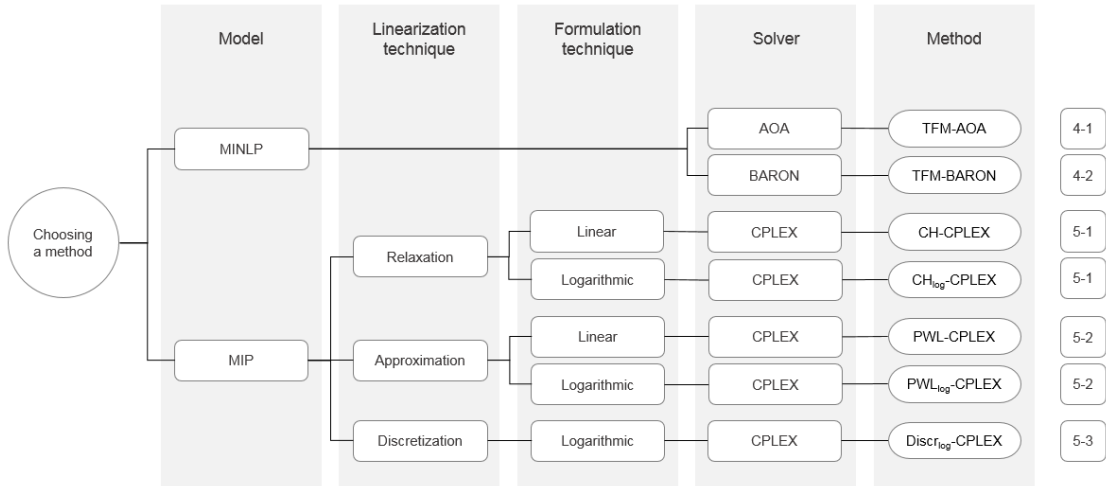 Model
Linearization
technique
Formulation
technique
Solver
Method
Choosing
a method
MINLP
AOA
TFM-AOA
4-1
BARON
TFM-BARON
4-2
Relaxation
Linear
CPLEX
CH-CPLEX
5-1
Logarithmic
CPLEX
CHlog-CPLEX
5-1
MIP
Approximation
Linear
CPLEX
PWL-CPLEX
5-2
Logarithmic
CPLEX
PWLlog-CPLEX
5-2
Discretization
Logarithmic
CPLEX
Discrlog-CPLEX
5-3